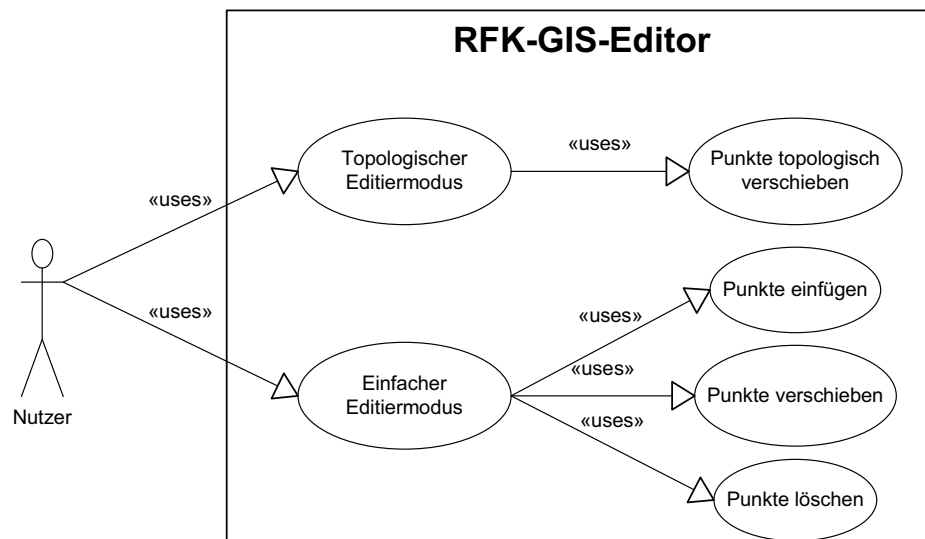 RFK-GIS-Editor
Topologischer
Editiermodus
«uses»
Punkte topologisch
verschieben
«uses»
Punkte einfügen
«uses»
«uses»
Einfacher
Editiermodus
«uses»
Punkte verschieben
«uses»
Punkte löschen
Nutzer